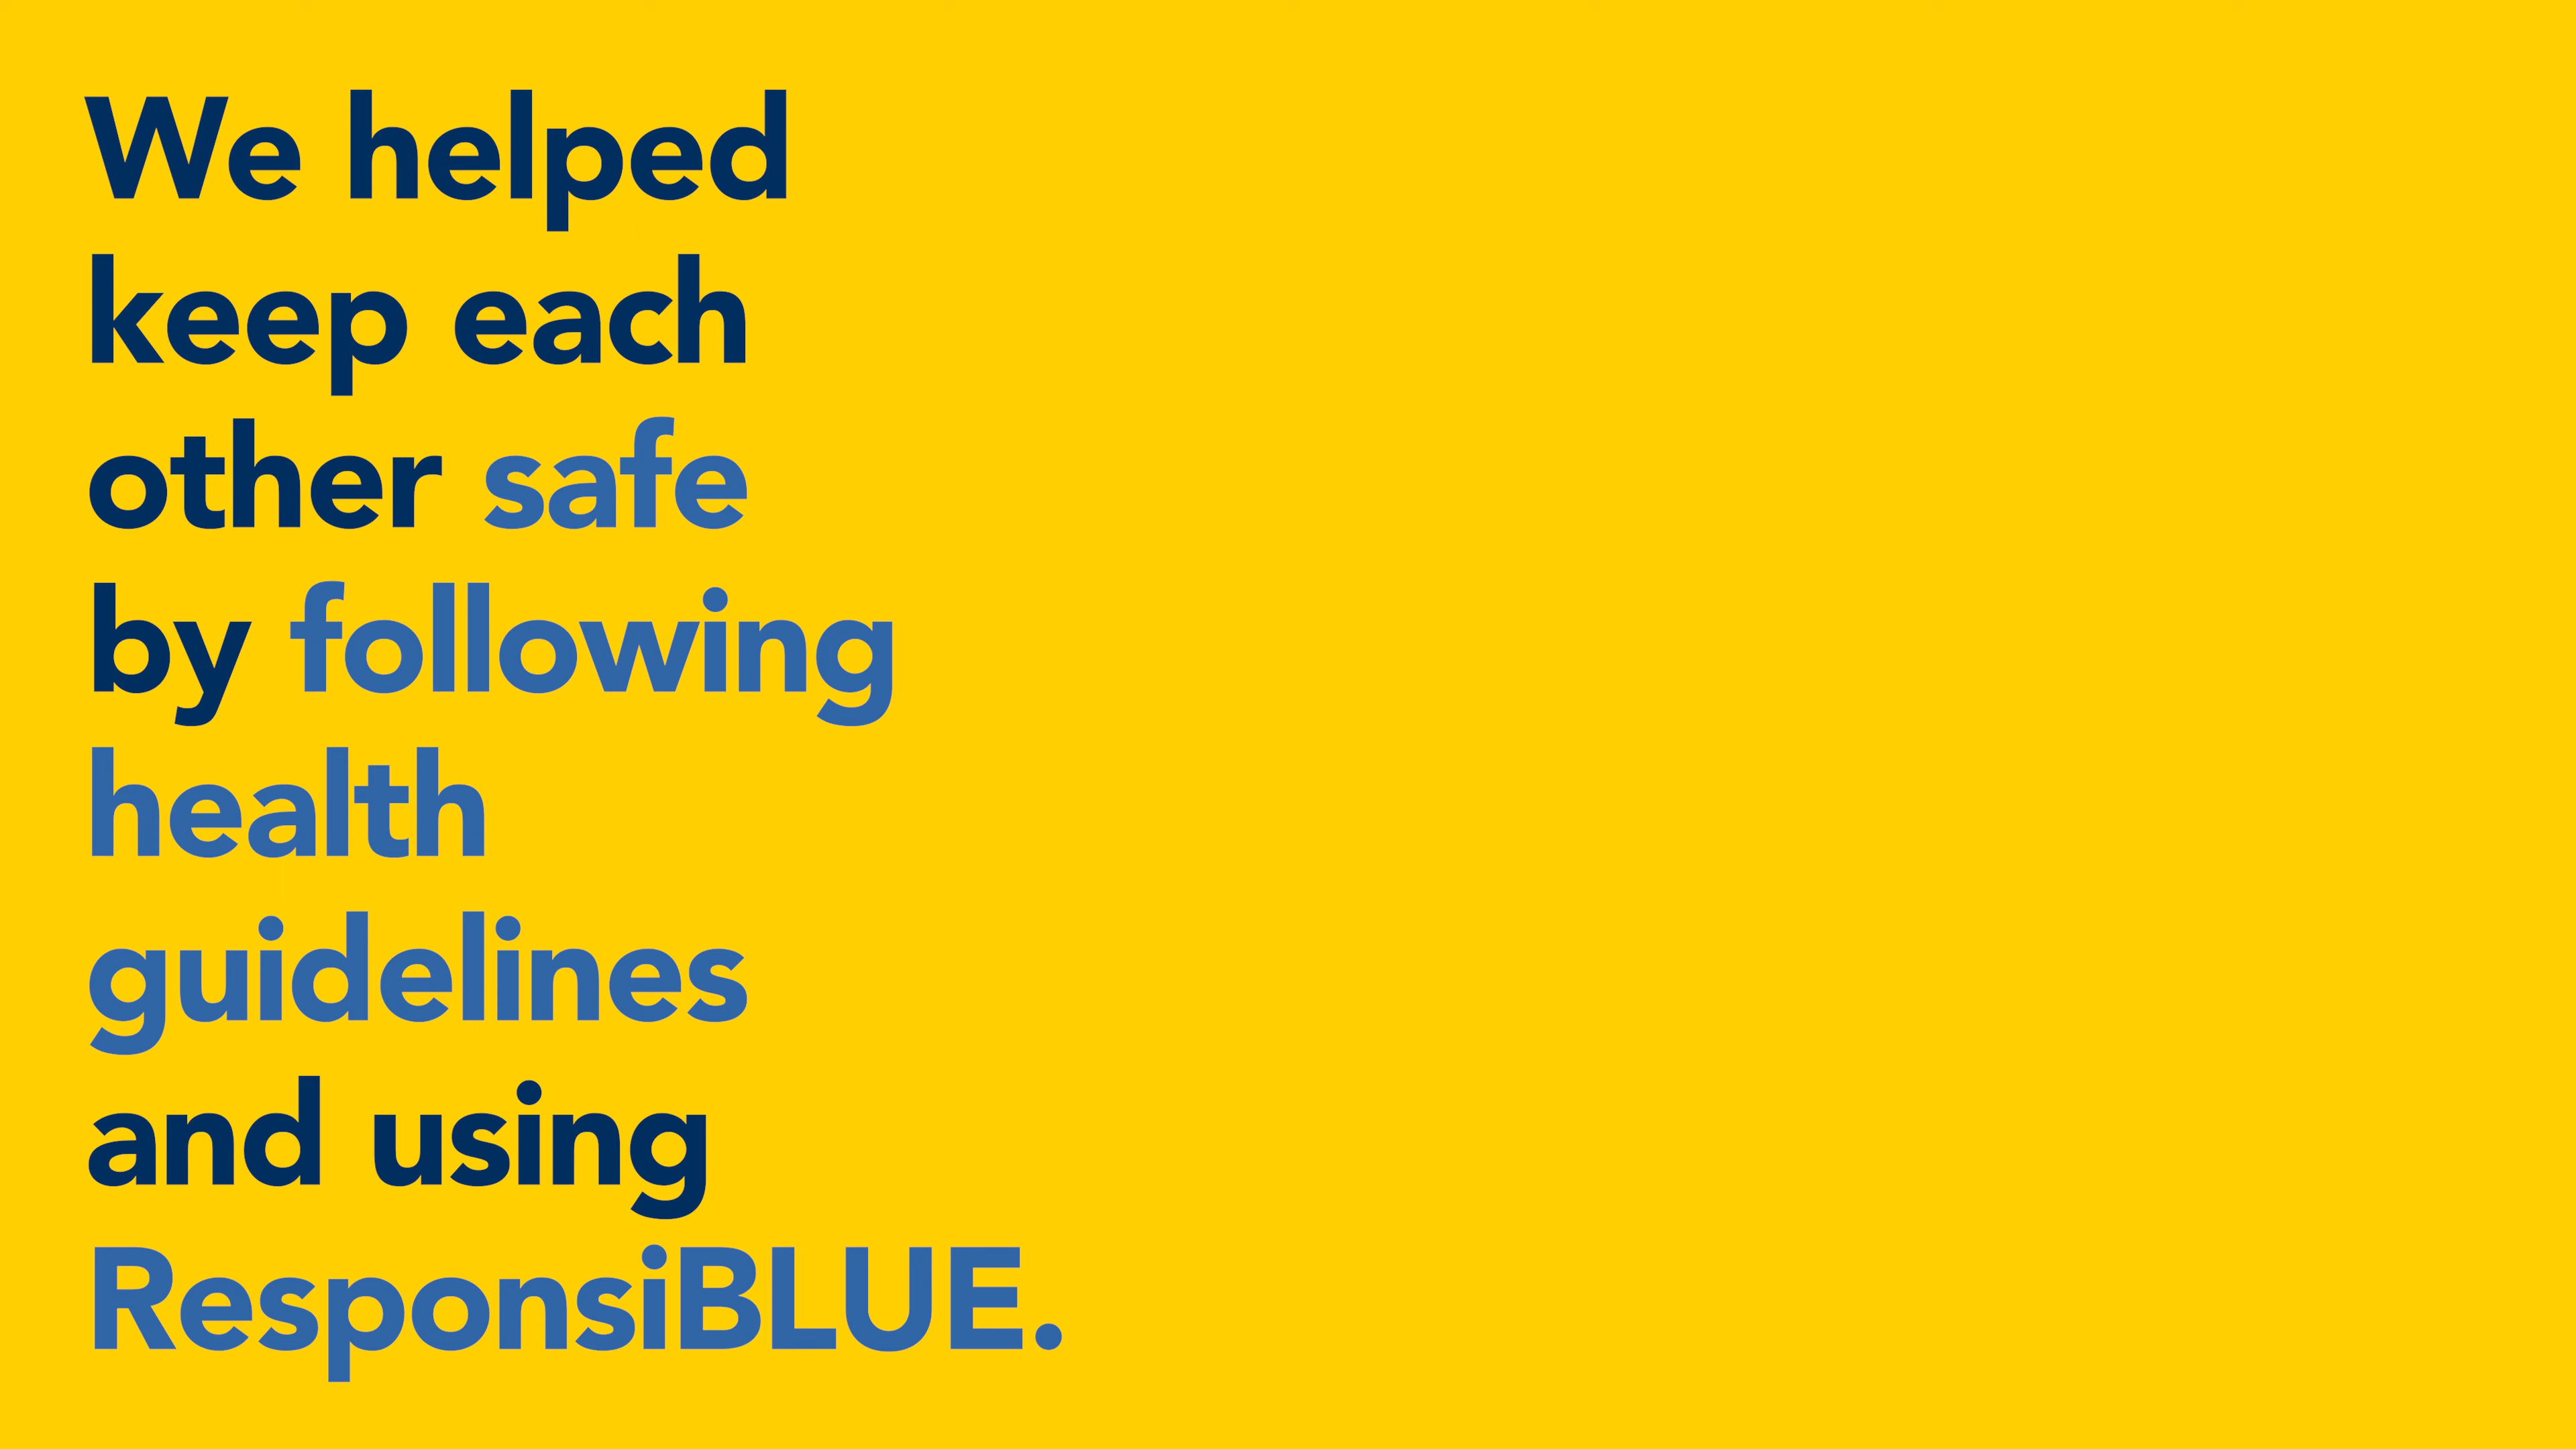 We helped
keep each
other safe
by following
health
guidelines
and using
ResponsiBLUE.